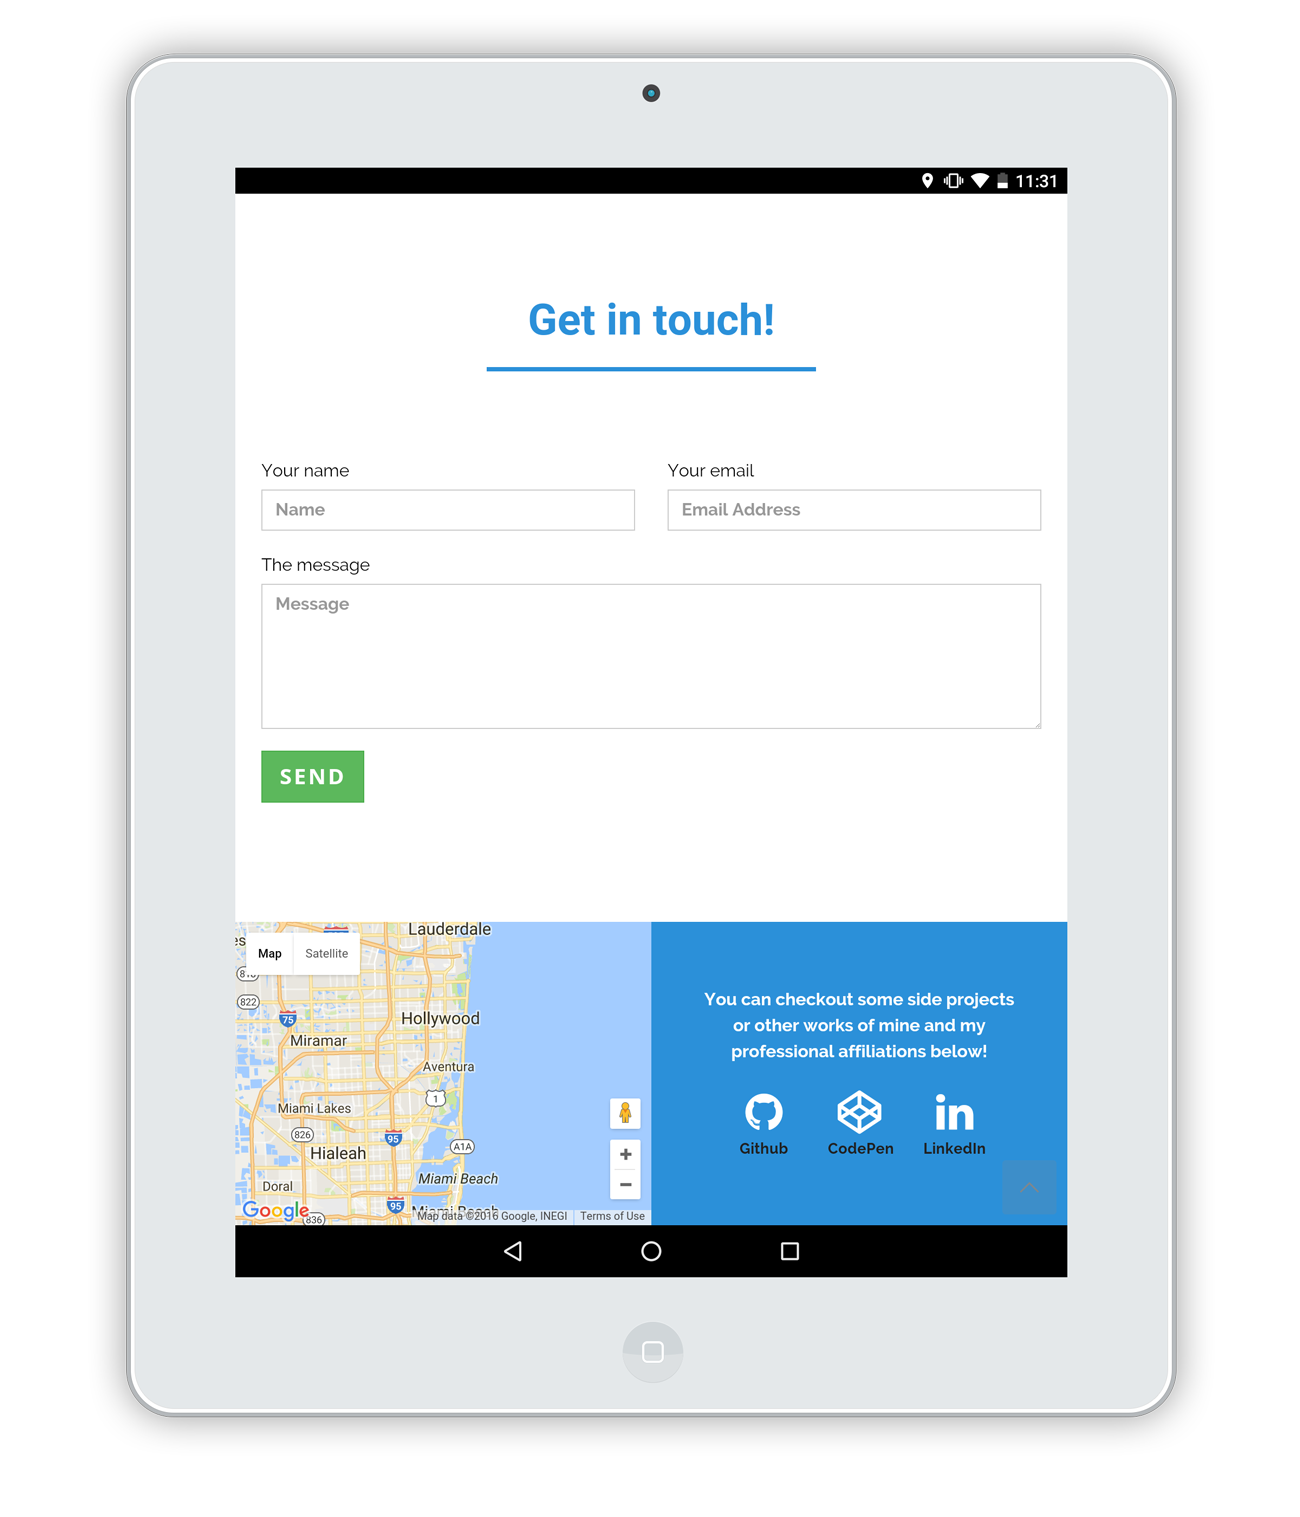 11:31
Get in touch!
Your name
Your email
Name
Email Address
The message
Message
SEND
Lauderdale
Map
Satellite
822
75
Hollywood
Miramar
Aventura
1
Miami Lakes
826
95
A1A
Hialeah
Miami Beach
Doral
95
Google
836
Map data ©2016 Google, INEGI
Terms of Use
You can checkout some side projects
or other works of mine and my
professional affiliations below!
Github
CodePen
LinkedIn